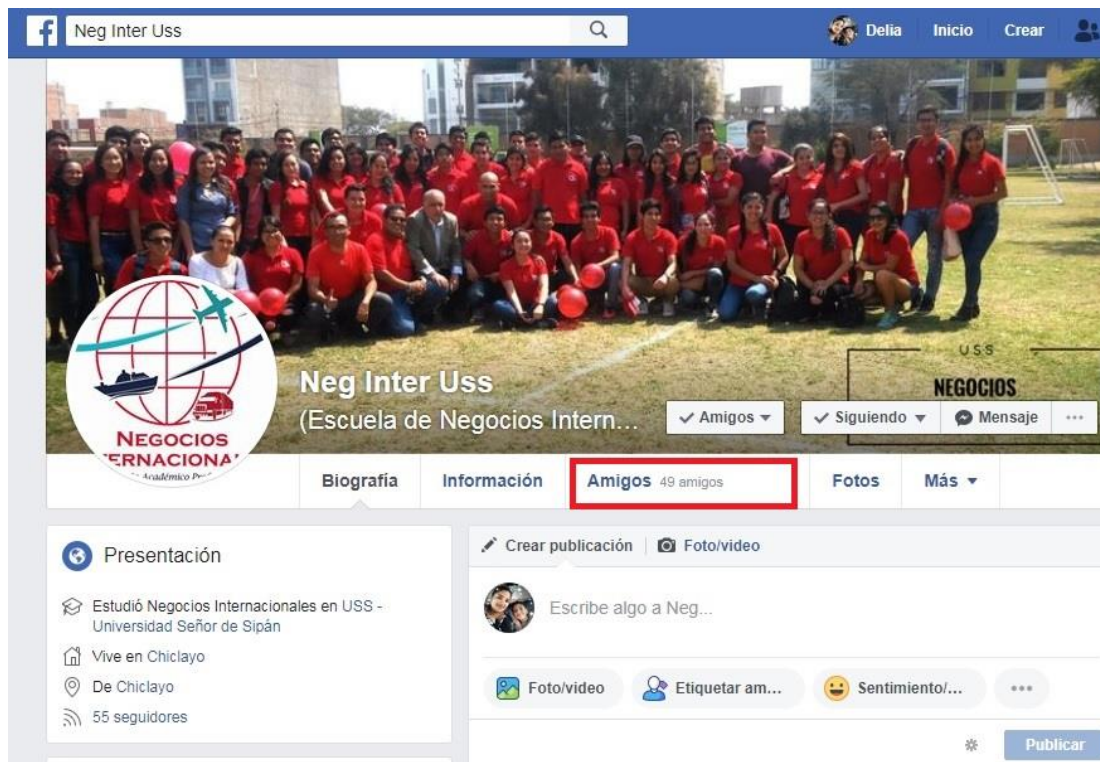 Neg Inter Uss
Delia Inicio Crear
USS
NEGOCIOS
Neg Inter Uss
(Escuela de Negocios Intern...
Amigos
Siguiendo
Mensaje
NEGOCIOS
ERNACIONA
Académico
Biografía Información Amigos 49 amigos Fotos Más
Presentación
Estudió Negocios Internacionales en USS -
Universidad Señor de Sipán
Vive en Chiclayo
De Chiclayo
55 seguidores
Crear publicación Foto/video
Escribe algo a Neg...
Foto/video Etiquetar am... Sentimiento/...
Publicar